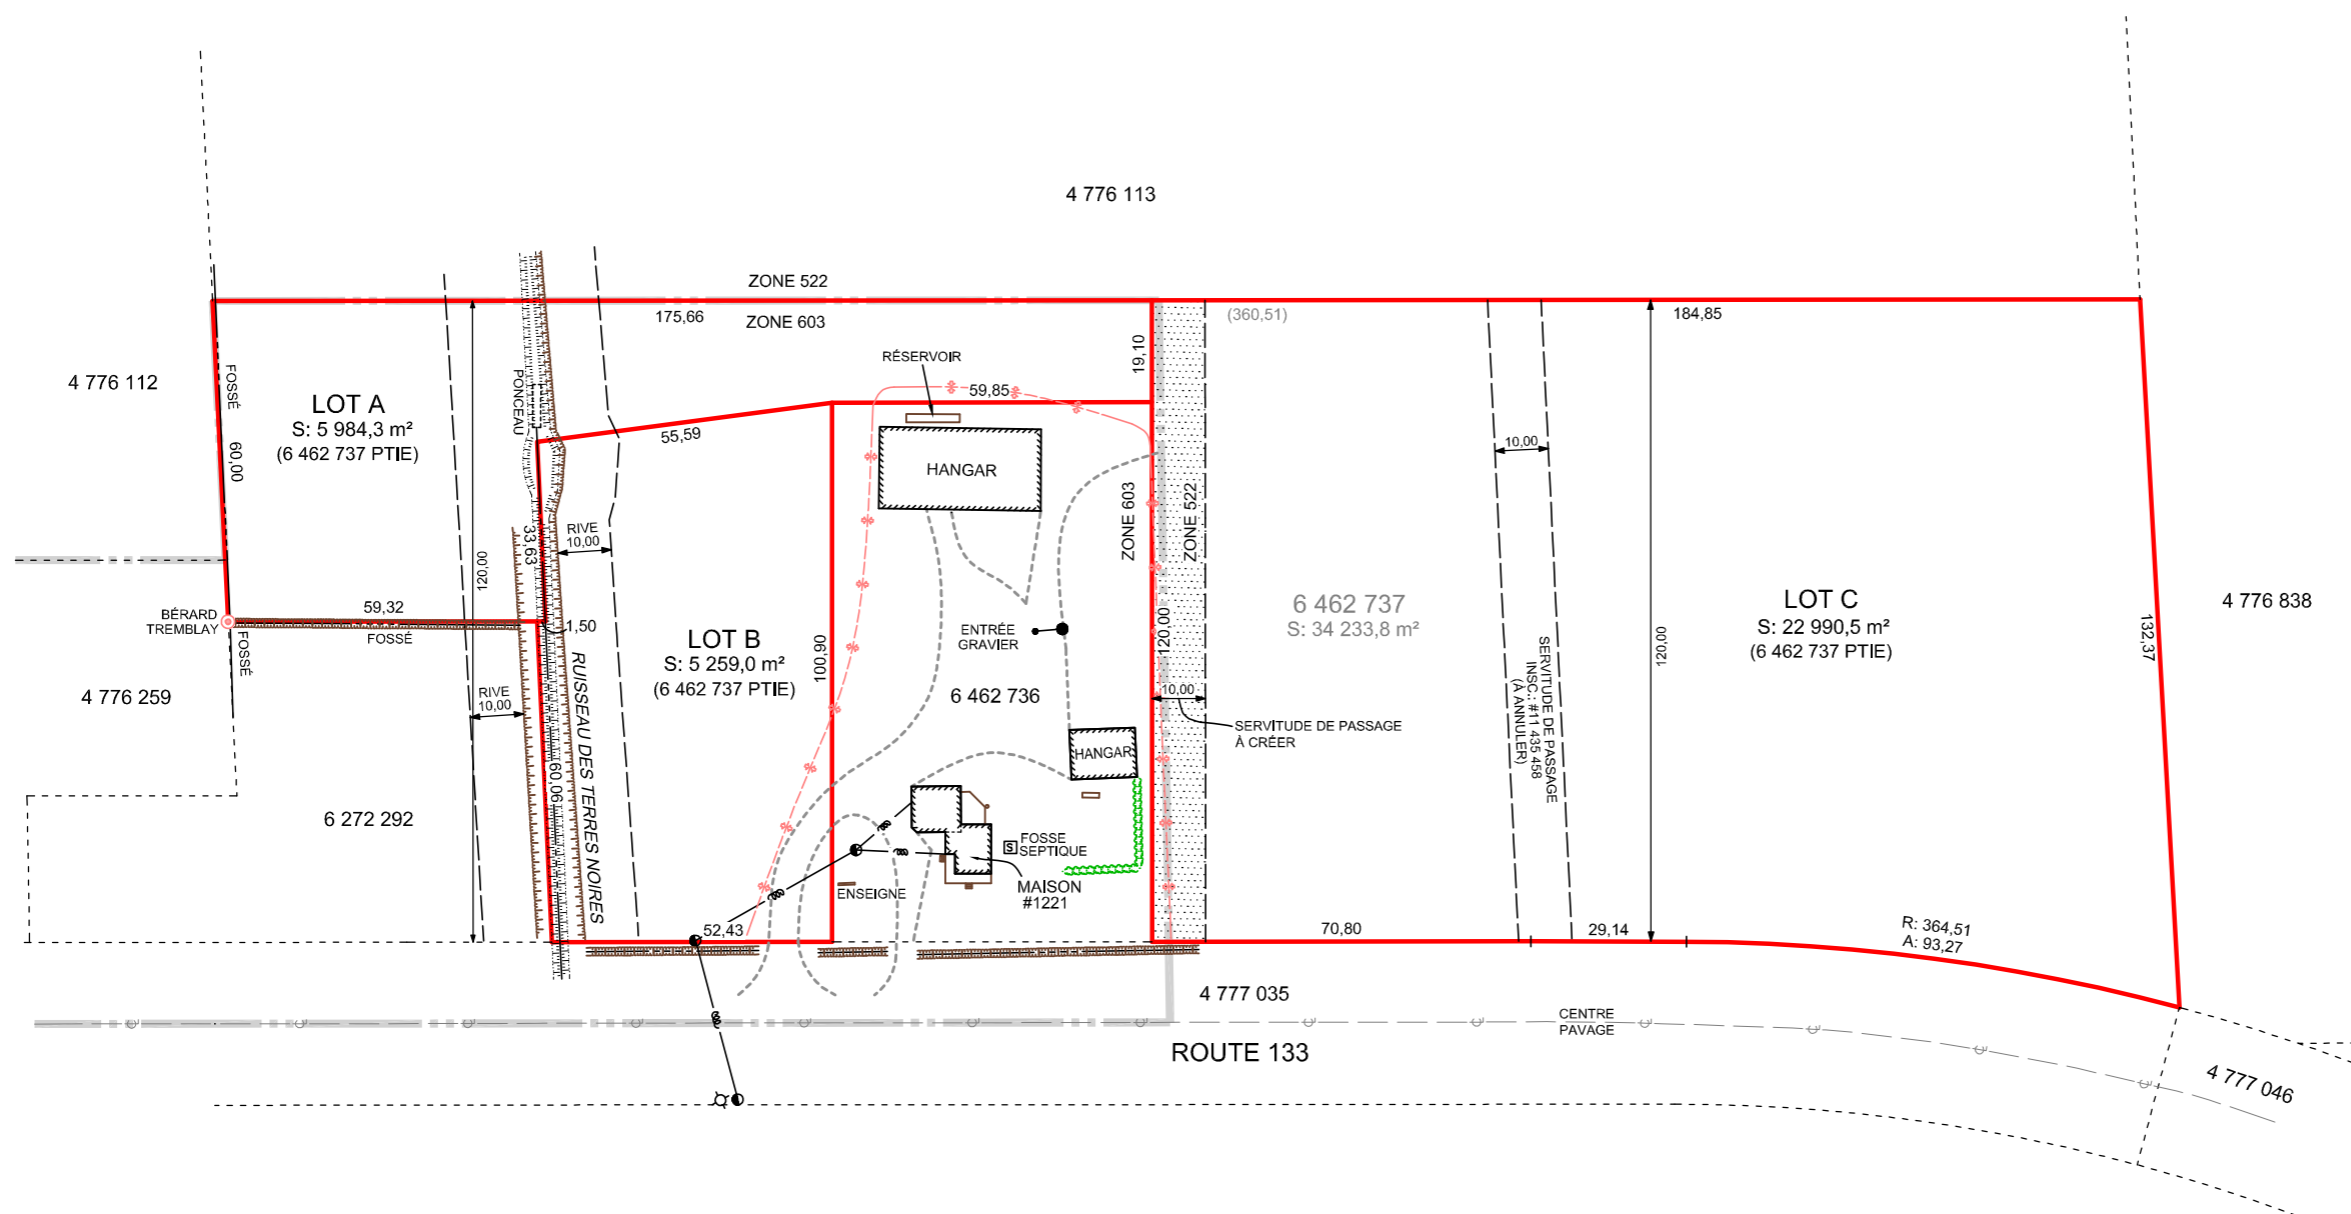 4 776 113
ZONE 522
175,66
ZONE 603
(360,51)
184,85
19,10
RÉSERVOIR
59,85
4 776 112
FOSSÉ
60,00
LOT A
S: 5 984,3 m²
(6 462 737 PTIE)
PONCEAU
55,59
HANGAR
10,00
ZONE 603
ZONE 522
33,63
RIVE
10,00
120,00
BÉRARD
TREMBLAY
59,32
FOSSÉ
FOSSÉ
1,50
LOT B
S: 5 259,0 m²
(6 462 737 PTIE)
100,90
ENTRÉE
GRAVIER
120,00
6 462 737
S: 34 233,8 m²
120,00
LOT C
S: 22 990,5 m²
(6 462 737 PTIE)
132,37
4 776 838
4 776 259
RIVE
10,00
RUISSEAU DES TERRES NOIRES
60,06
6 462 736
10,00
SERVITUDE DE PASSAGE
À CRÉER
SERVITUDE DE PASSAGE
INSC.: #11 435 458
(À ANNULER)
HANGAR
6 272 292
S
FOSSE
SEPTIQUE
ENSEIGNE
MAISON
#1221
52,43
70,80
29,14
R: 364,51
A: 93,27
4 777 035
CENTRE
PAVAGE
ROUTE 133
4 777 046